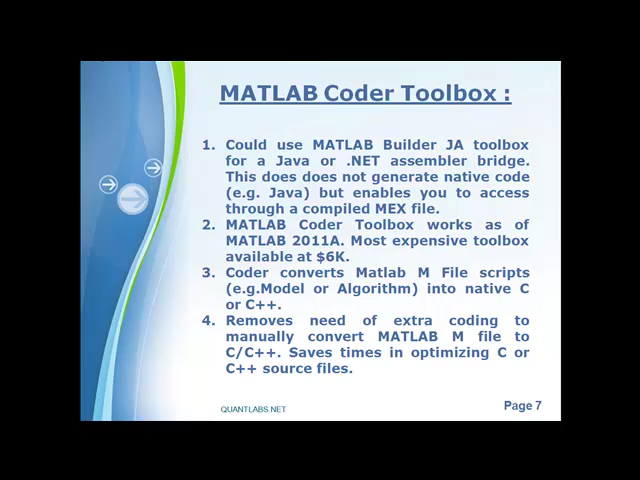 MATLAB Coder Toolbox :
1. Could use MATLAB Builder JA toolbox
for a Java or .NET assembler bridge.
This does does not generate native code
(e.g. Java) but enables you to access
through a compiled MEX file.
2. MATLAB Coder Toolbox works as of
MATLAB 2011A. Most expensive toolbox
available at $6K.
3. Coder converts Matlab M File scripts
(e.g.Model or Algorithm) into native C
or C++.
4. Removes need of extra coding to
manually convert MATLAB M file to
C/C++. Saves times in optimizing C or
C++ source files.
QUANTLABS.NET
Page 7